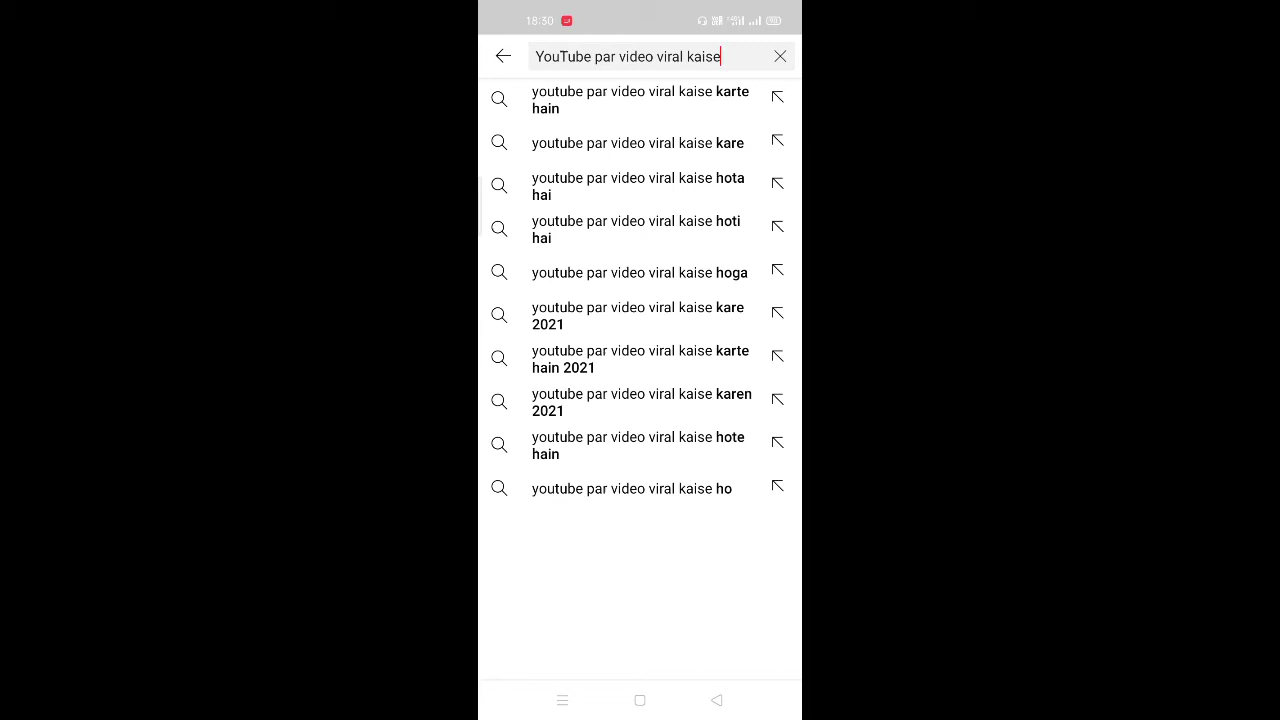 18:30
YouTube par video viral kaise
youtube par video viral kaise karte
hain
youtube par video viral kaise kare
youtube par video viral kaise hota
hai
youtube par video viral kaise hoti
hai
youtube par video viral kaise hoga
youtube par video viral kaise kare
2021
youtube par video viral kaise karte
hain 2021
youtube par video viral kaise karen
2021
youtube par video viral kaise hote
hain
youtube par video viral kaise ho